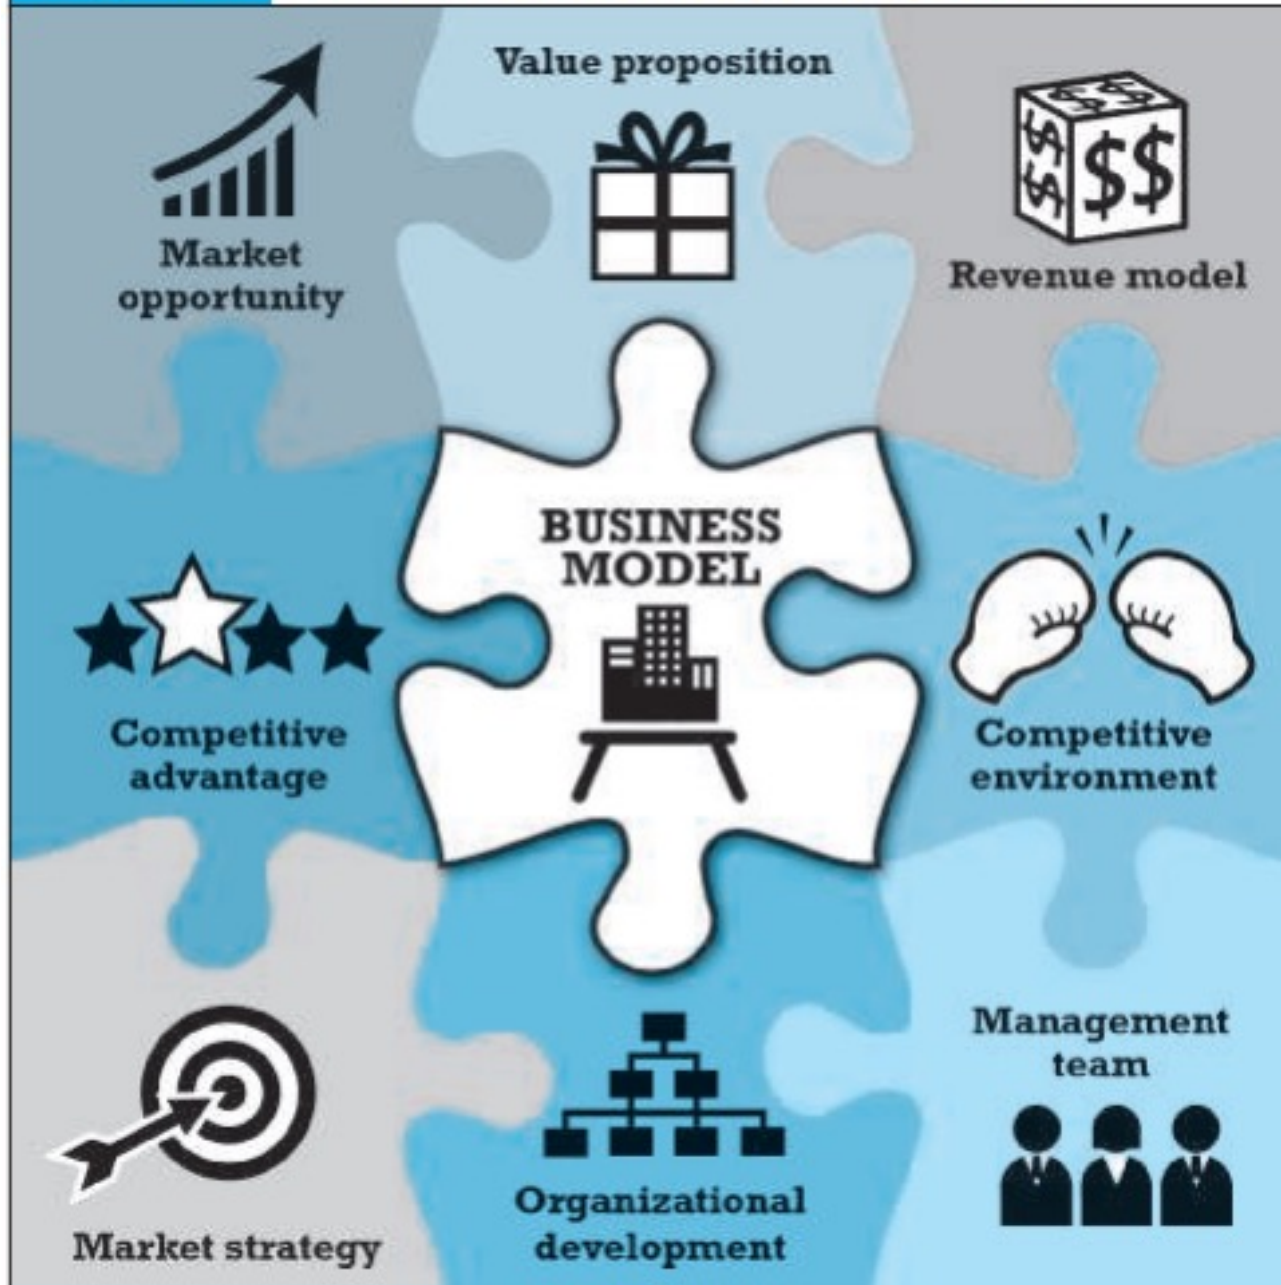 Value proposition
$$
$$
$$
Market
opportunity
Revenue model
BUSINESS
MODEL
Competitive
advantage
Competitive
environment
Management
team
Organizational
development
Market strategy